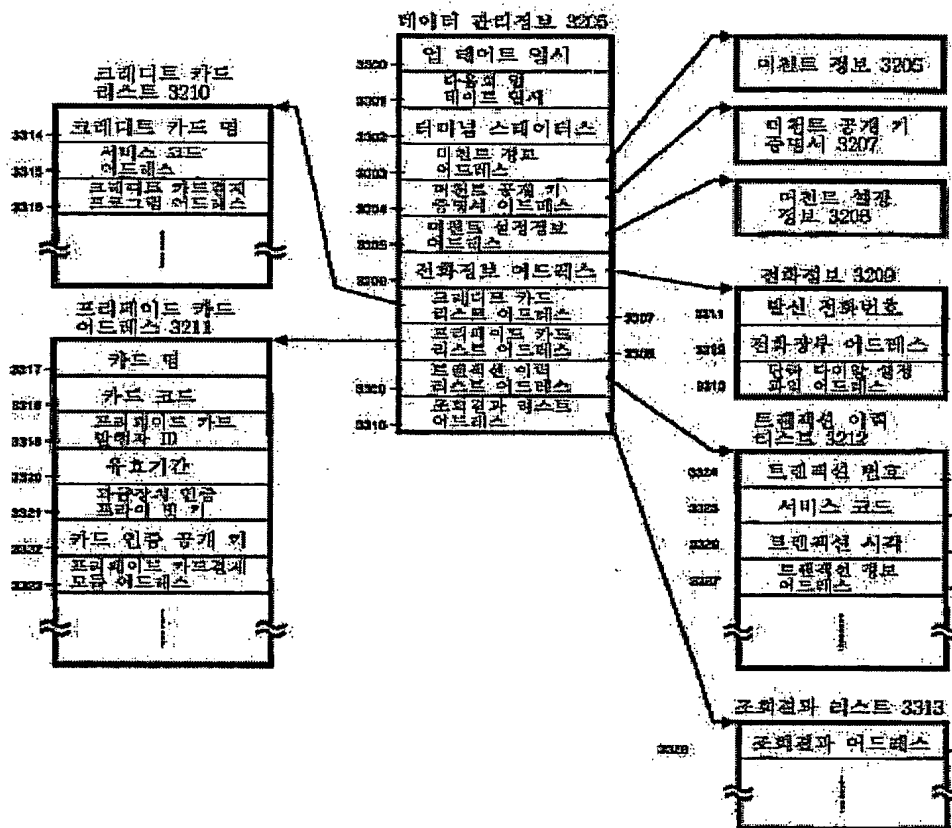 데이터 관리정보 3205
3300
업 데이트 일시
3301
다음의 업
데이트 일시
3302
터미널 스테이터스
3303
머천트 정보
어드레스
3304
머천트 공개 키
증명서 어드레스
3305
머천트 설정정보
어드레스
3306
전화정보 어드레스
크레디트 카드
리스트 어드레스
3307
프리페이드 카드
리스트 어드레스
3308
3309
트랜잭션 이력
리스트 어드레스
3310
조회결과 리스트
어드레스
크레디트 카드
리스트 3210
3314
크레디트 카드 명
3315
서비스 코드
어드레스
3316
크레디트 카드결제
프로그램 어드레스
프리페이드 카드
어드레스 3211
3317
카드 명
3318
카드 코드
3319
프리페이드 카드
발행자 ID
3320
유효기간
3321
과금장치 인증
프라이빗 키
3322
카드 인증 공개 키
3323
프리페이드 카드결제
모듈 어드레스
머천트 정보 3206
머천트 공개 키
증명서 3207
머천트 설정
정보 3208
전화정보 3209
3311
발신 전화번호
3312
전화장부 어드레스
3313
단축 다이얼 설정
파일 어드레스
트랜잭션 이력
리스트 3212
3324
트랜잭션 번호
3325
서비스 코드
3326
트랜잭션 시각
3327
트랜잭션 정보
어드레스
조회결과 리스트 3313
3328
조회결과 어드레스